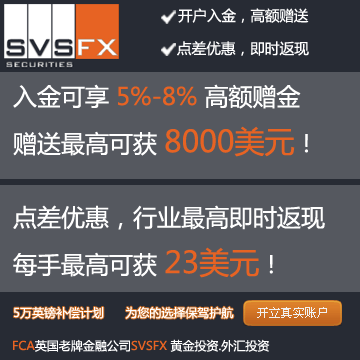 SVSFX
SECURITIES
开户入金，高额赠送
点差优惠，即时返现
入金可享 5%-8% 高额赠金
赠送最高可获 8000美元！
点差优惠，行业最高即时返现
每手最高可获 23美元！
5万英镑补偿计划 为您的选择保驾护航 开立真实账户
FCA英国老牌金融公司SVSFX 黄金投资.外汇投资